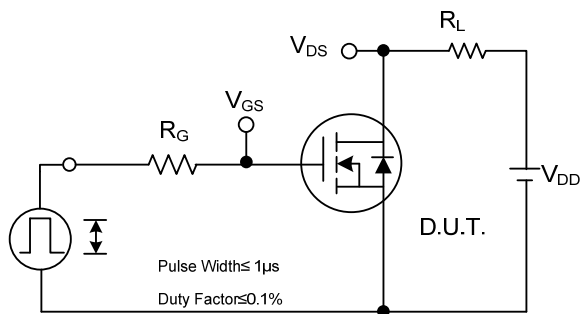 RL
VDS
VGS
RG
VDD
D.U.T.
Pulse Width≤ 1μs
Duty Factor≤0.1%